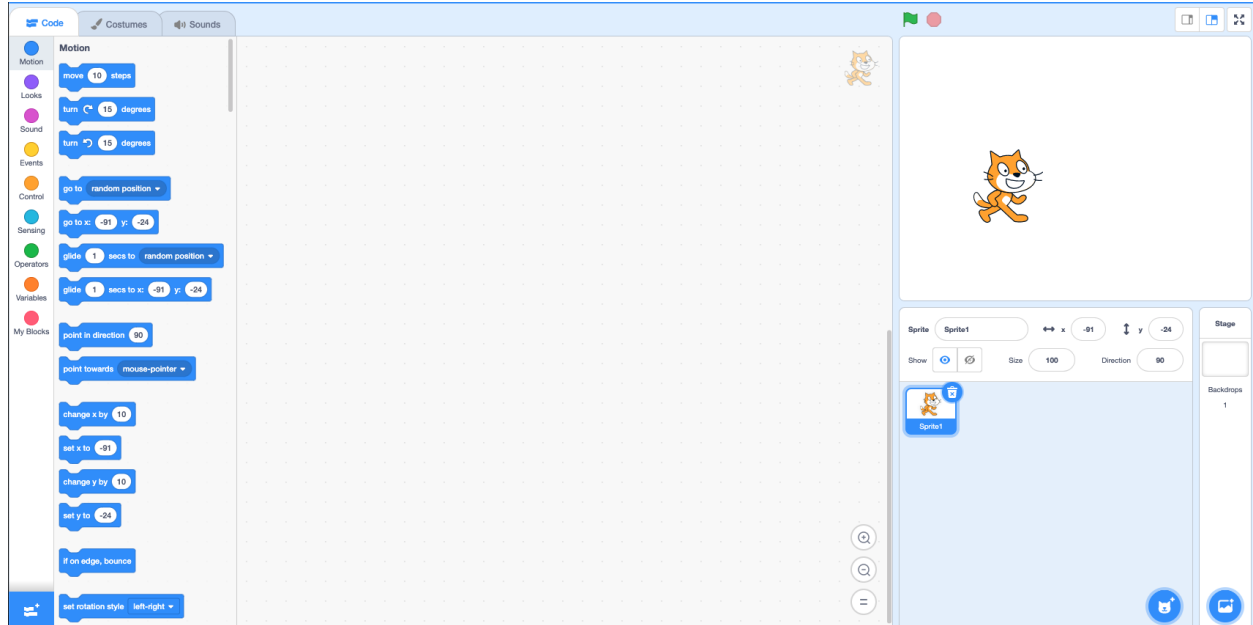 Code
Costumes
Sounds
Motion
Looks
Sound
Events
Control
Sensing
Operators
Variables
My Blocks
Motion
move 10 steps
turn 15 degrees
turn 15 degrees
go to random position
go to x: -91 y: -24
glide 1 secs to random position
glide 1 secs to x: -91 y: -24
point in direction 90
point towards mouse-pointer
change x by 10
set x to -91
change y by 10
set y to -24
if on edge, bounce
set rotation style left-right
Sprite Sprite1 x -91 y -24
Show Size 100 Direction 90
Sprite1
Stage
Backdrops
1